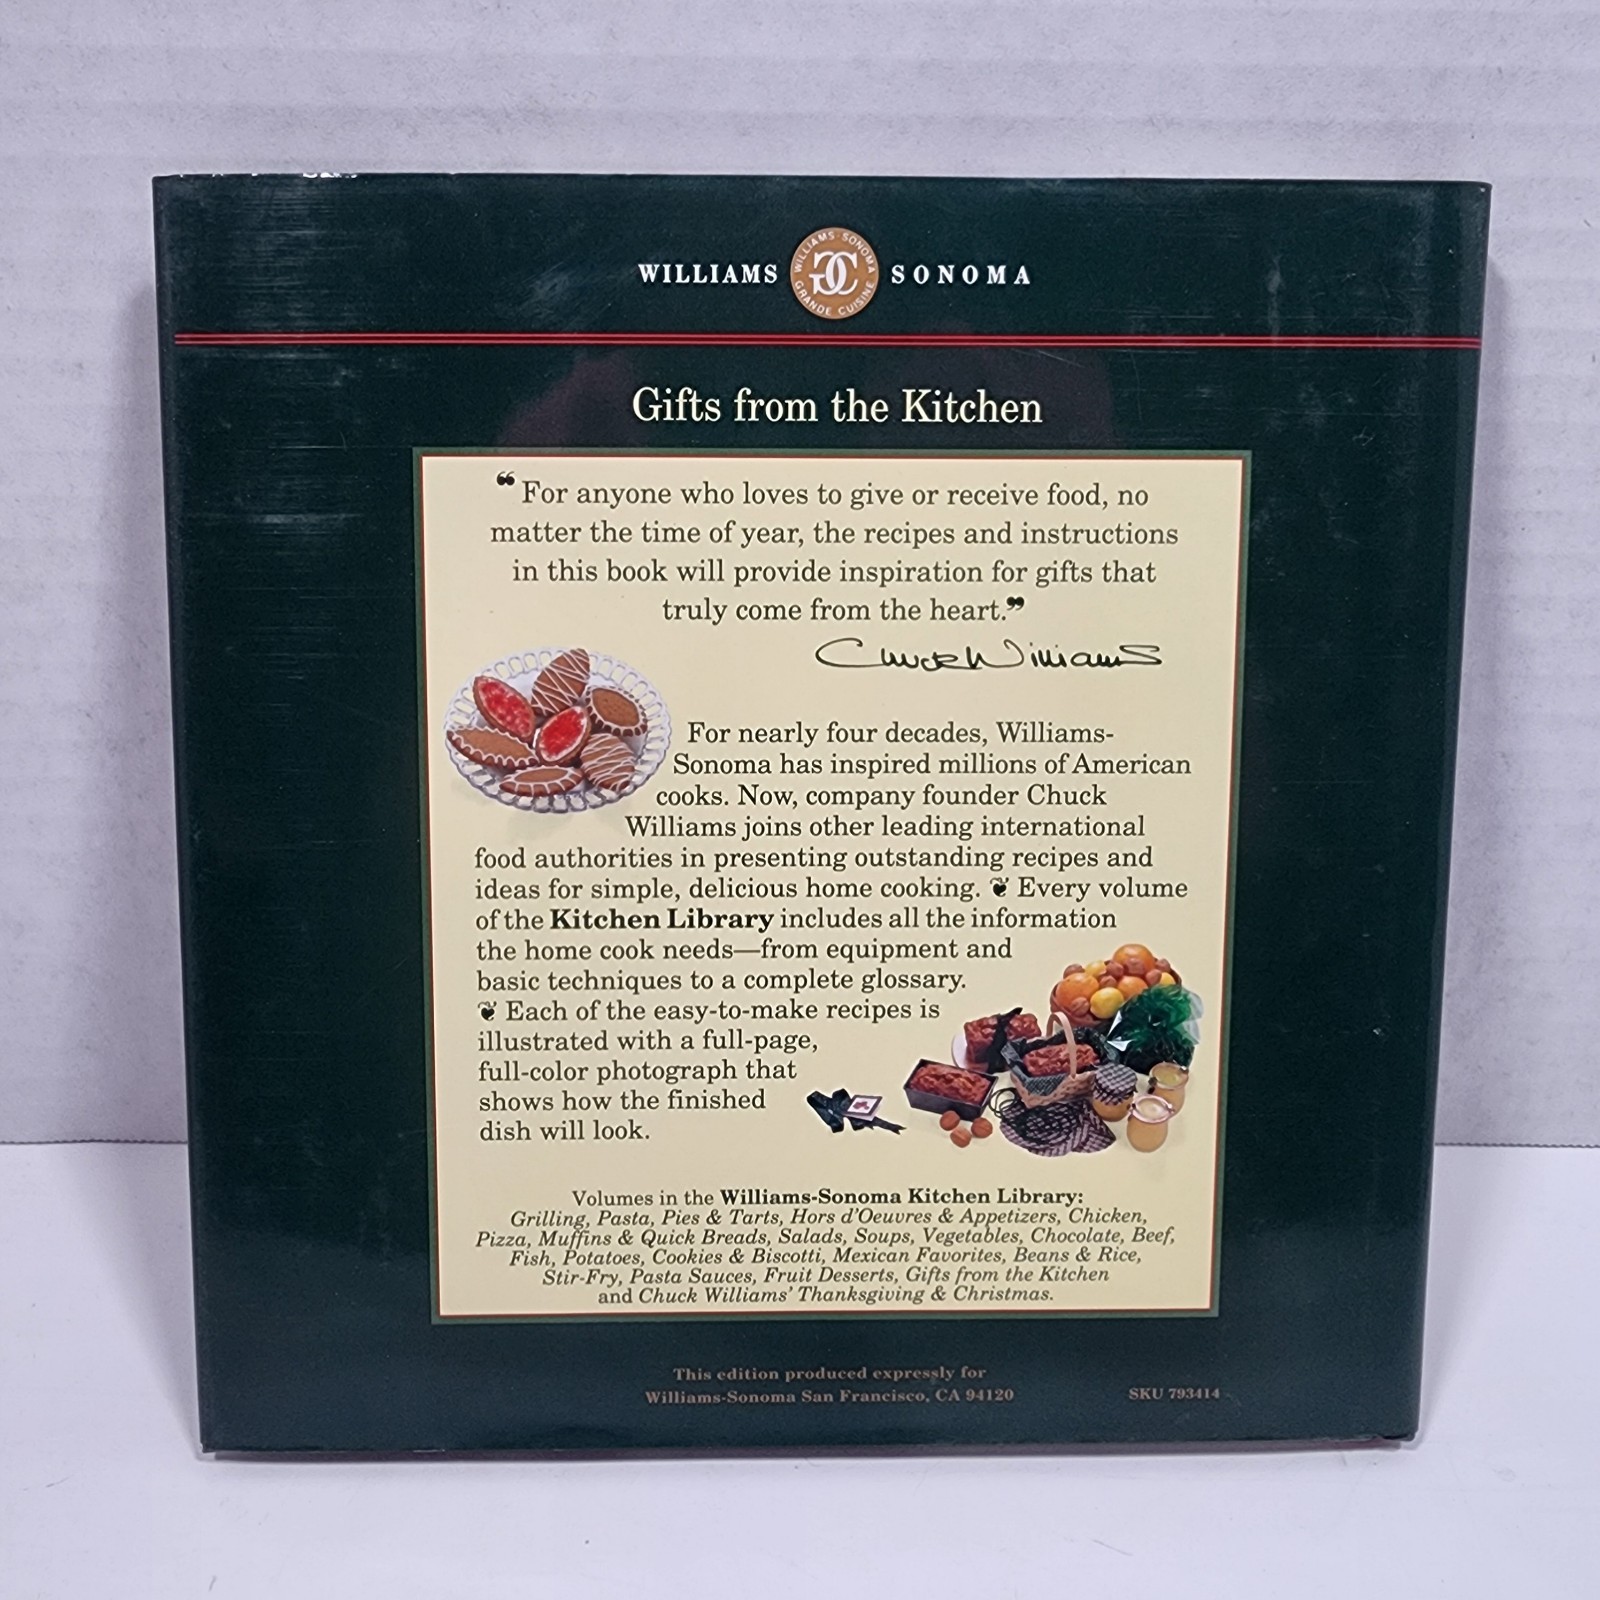 WILLIAMS SONOMA
WILLIAMS-SONOMA
GRANDE CUISINE
Gifts from the Kitchen
“For anyone who loves to give or receive food, no
matter the time of year, the recipes and instructions
in this book will provide inspiration for gifts that
truly come from the heart.”
Chuck Williams
For nearly four decades, Williams-
Sonoma has inspired millions of American
cooks. Now, company founder Chuck
Williams joins other leading international
food authorities in presenting outstanding recipes and
ideas for simple, delicious home cooking. ❦ Every volume
of the Kitchen Library includes all the information
the home cook needs—from equipment and
basic techniques to a complete glossary.
❦ Each of the easy-to-make recipes is
illustrated with a full-page,
full-color photograph that
shows how the finished
dish will look.
Volumes in the Williams-Sonoma Kitchen Library:
Grilling, Pasta, Pies & Tarts, Hors d'Oeuvres & Appetizers, Chicken,
Pizza, Muffins & Quick Breads, Salads, Soups, Vegetables, Chocolate, Beef,
Fish, Potatoes, Cookies & Biscotti, Mexican Favorites, Beans & Rice,
Stir-Fry, Pasta Sauces, Fruit Desserts, Gifts from the Kitchen
and Chuck Williams' Thanksgiving & Christmas.
This edition produced expressly for
Williams-Sonoma San Francisco, CA 94120
SKU 793414